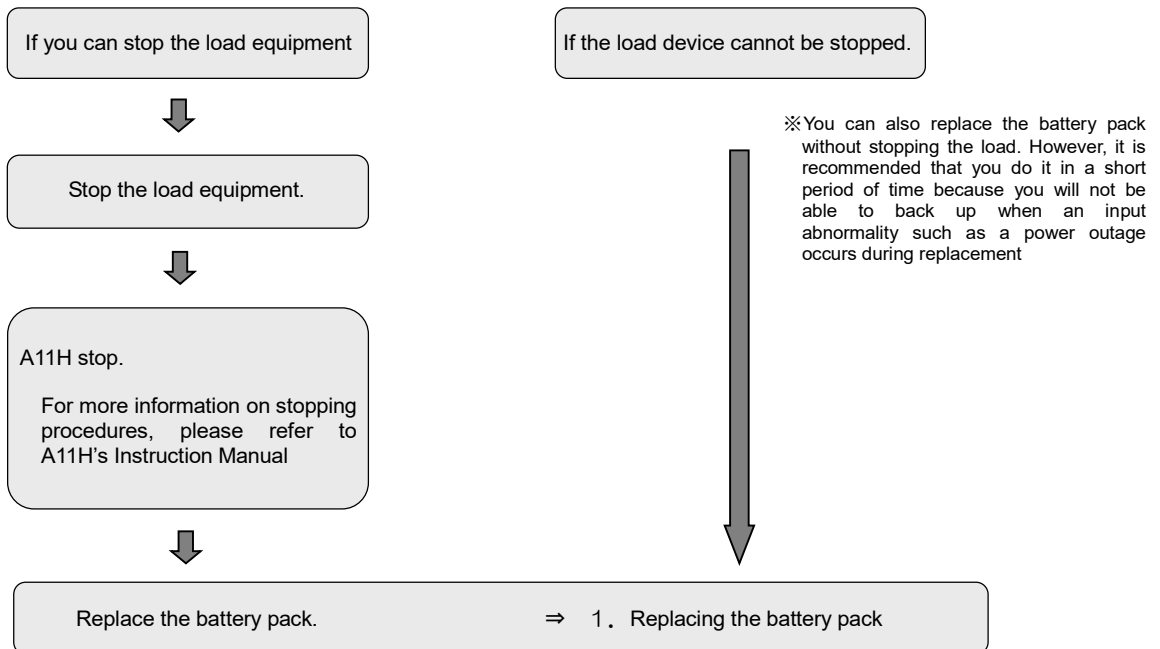 If you can stop the load equipment
If the load device cannot be stopped.
※You can also replace the battery pack
without stopping the load. However, it is
recommended that you do it in a short
period of time because you will not be
able to back up when an input
abnormality such as a power outage
occurs during replacement
Stop the load equipment.
A11H stop.
For more information on stopping
procedures, please refer to
A11H's Instruction Manual
Replace the battery pack. ⇒ 1. Replacing the battery pack